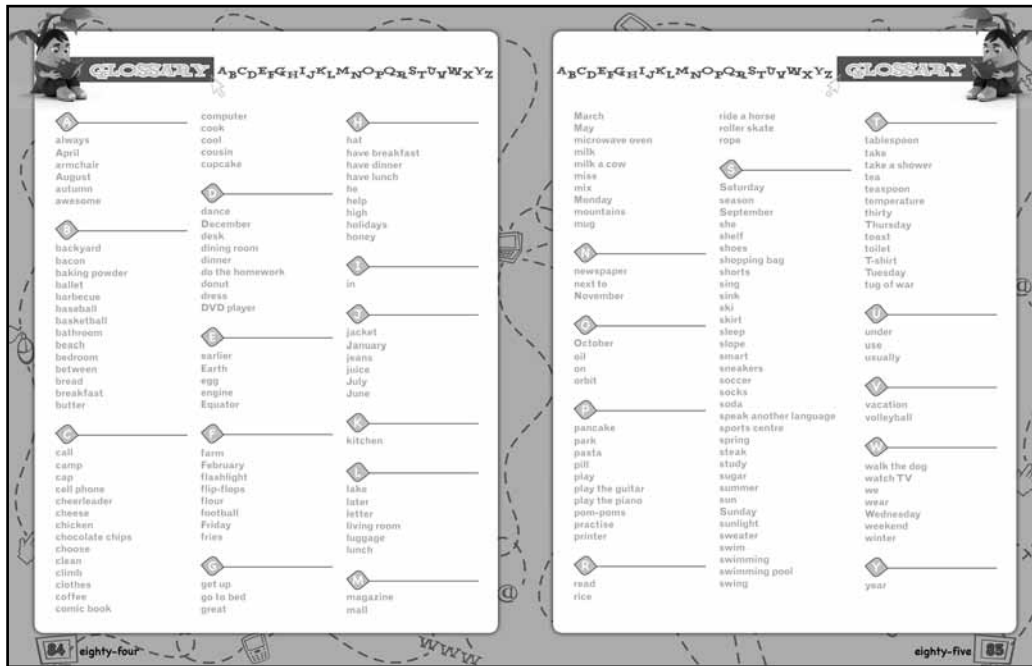 GLOSSARY
ABCDEFGHIJKLMNOPQRSTUVWXYZ
A
always
April
armchair
August
autumn
awesome
B
backyard
bacon
baking powder
ballet
barbecue
baseball
basketball
bathroom
beach
bedroom
between
bread
breakfast
butter
C
call
camp
cap
cell phone
cheerleader
cheese
chicken
chocolate chips
choose
clean
climb
clothes
coffee
comic book
computer
cook
cool
cousin
cupcake
D
dance
December
desk
dining room
dinner
do the homework
donut
dress
DVD player
E
earlier
Earth
egg
engine
Equator
F
farm
February
flashlight
flip-flops
flour
football
Friday
fries
G
get up
go to bed
great
H
hat
have breakfast
have dinner
have lunch
he
help
high
holidays
honey
I
in
J
jacket
January
jeans
juice
July
June
K
kitchen
L
lake
later
letter
living room
luggage
lunch
M
magazine
mall
84 eighty-four
www
ABCDEFGHIJKLMNOPQRSTUVWXYZ
GLOSSARY
March
May
microwave oven
milk
milk a cow
miss
mix
Monday
mountains
mug
N
newspaper
next to
November
O
October
oil
on
orbit
P
pancake
park
pasta
pill
play
play the guitar
play the piano
pom-poms
practise
printer
R
read
rice
ride a horse
roller skate
rope
S
Saturday
season
September
she
shelf
shoes
shopping bag
shorts
sing
sink
ski
skirt
sleep
slope
smart
sneakers
soccer
socks
soda
speak another language
sports centre
spring
steak
study
sugar
summer
sun
Sunday
sunlight
sweater
swim
swimming
swimming pool
swing
T
tablespoon
take
take a shower
tea
teaspoon
temperature
thirty
Thursday
toast
toilet
T-shirt
Tuesday
tug of war
U
under
use
usually
V
vacation
volleyball
W
walk the dog
watch TV
we
wear
Wednesday
weekend
winter
Y
year
eighty-five 85